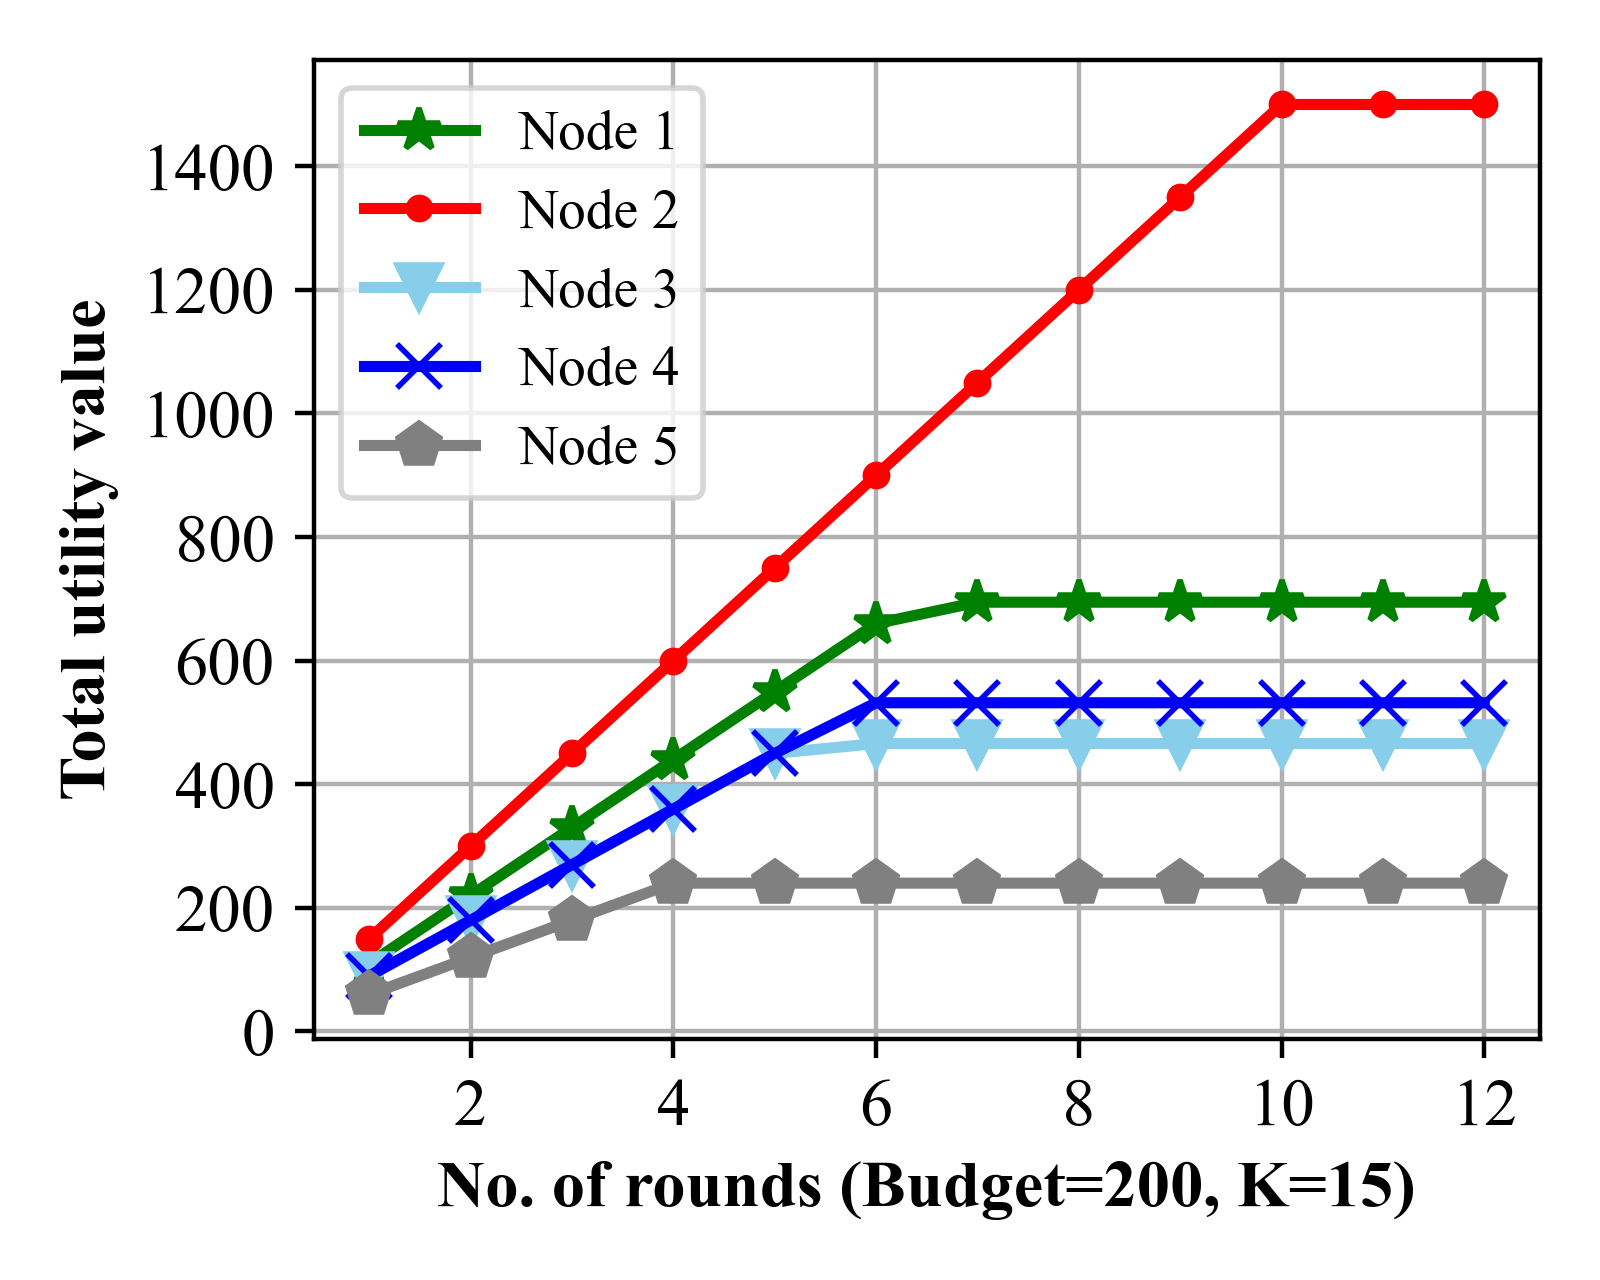 Node 1
Node 2
Node 3
Node 4
Node 5
Total utility value
1400
1200
1000
800
600
400
200
0
2 4 6 8 10 12
No. of rounds (Budget=200, K=15)